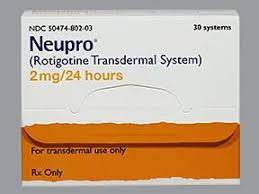 NDC 50474-802-03
30 systems
Neupro®
(Rotigotine Transdermal System)
2mg/24 hours
For transdermal use only
Rx Only